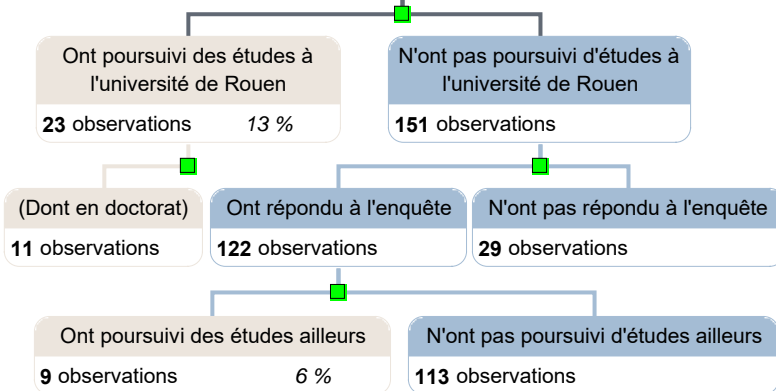 Ont poursuivi des études à
l'université de Rouen
23 observations 13 %
N'ont pas poursuivi d'études à
l'université de Rouen
151 observations
(Dont en doctorat)
11 observations
Ont répondu à l'enquête
122 observations
N'ont pas répondu à l'enquête
29 observations
Ont poursuivi des études ailleurs
9 observations 6 %
N'ont pas poursuivi d'études ailleurs
113 observations